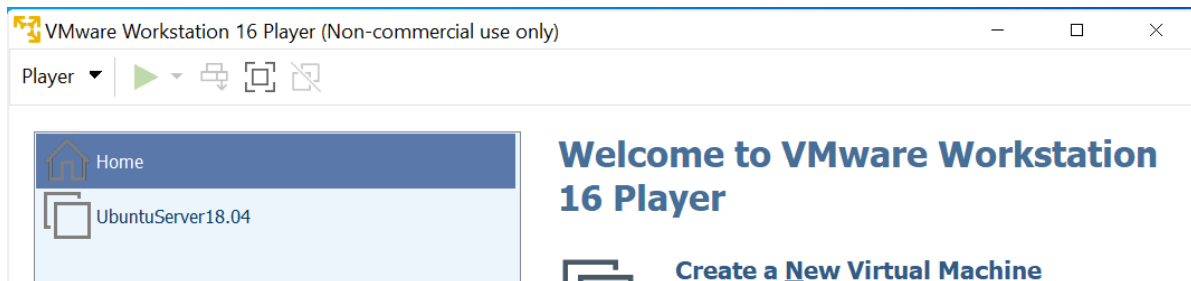 VMware Workstation 16 Player (Non-commercial use only)
Player
Home
UbuntuServer18.04
Welcome to VMware Workstation
16 Player
Create a New Virtual Machine